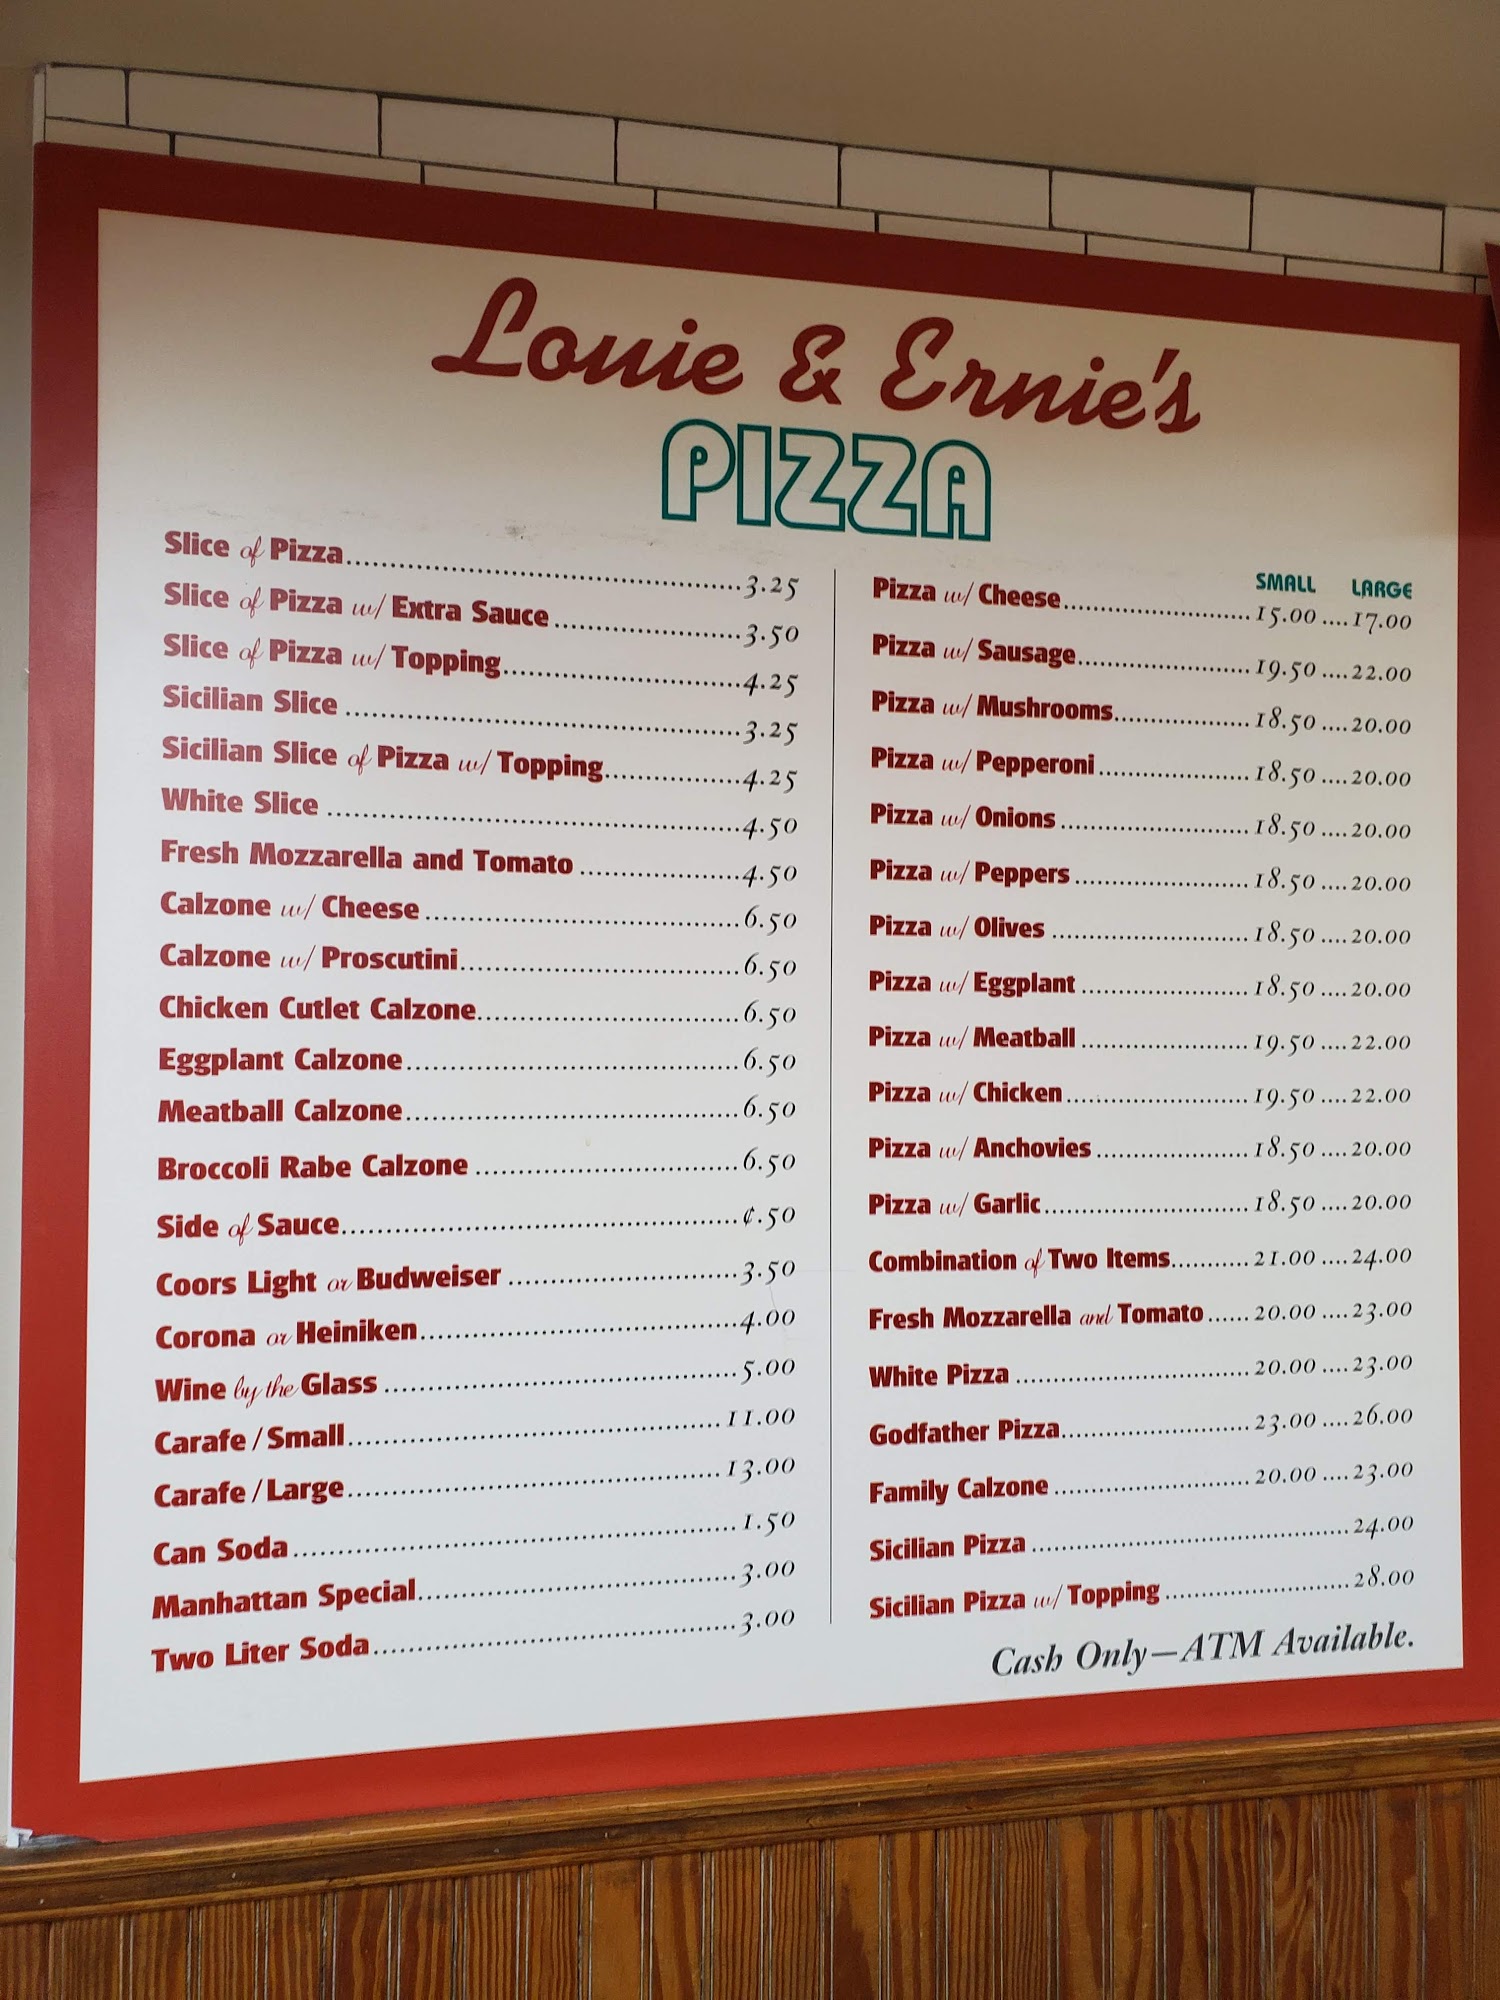 Louie & Ernie's
PIZZA
Slice of Pizza.....3.25
Slice of Pizza w/ Extra Sauce.....3.50
Slice of Pizza w/ Topping.....4.25
Sicilian Slice.....3.25
Sicilian Slice of Pizza w/ Topping.....4.25
White Slice.....4.50
Fresh Mozzarella and Tomato.....4.50
Calzone w/ Cheese.....6.50
Calzone w/ Proscutini.....6.50
Chicken Cutlet Calzone.....6.50
Eggplant Calzone.....6.50
Meatball Calzone.....6.50
Broccoli Rabe Calzone.....6.50
Side of Sauce.....¢.50
Coors Light or Budweiser.....3.50
Corona or Heiniken.....4.00
Wine by the Glass.....5.00
Carafe / Small.....11.00
Carafe / Large.....13.00
Can Soda.....1.50
Manhattan Special.....3.00
Two Liter Soda.....3.00
SMALL LARGE
Pizza w/ Cheese.....15.00....17.00
Pizza w/ Sausage.....19.50....22.00
Pizza w/ Mushrooms.....18.50....20.00
Pizza w/ Pepperoni.....18.50....20.00
Pizza w/ Onions.....18.50....20.00
Pizza w/ Peppers.....18.50....20.00
Pizza w/ Olives.....18.50....20.00
Pizza w/ Eggplant.....18.50....20.00
Pizza w/ Meatball.....19.50....22.00
Pizza w/ Chicken.....19.50....22.00
Pizza w/ Anchovies.....18.50....20.00
Pizza w/ Garlic.....18.50....20.00
Combination of Two Items.....21.00....24.00
Fresh Mozzarella and Tomato.....20.00....23.00
White Pizza.....20.00....23.00
Godfather Pizza.....23.00....26.00
Family Calzone.....20.00....23.00
Sicilian Pizza.....24.00
Sicilian Pizza w/ Topping.....28.00
Cash Only—ATM Available.